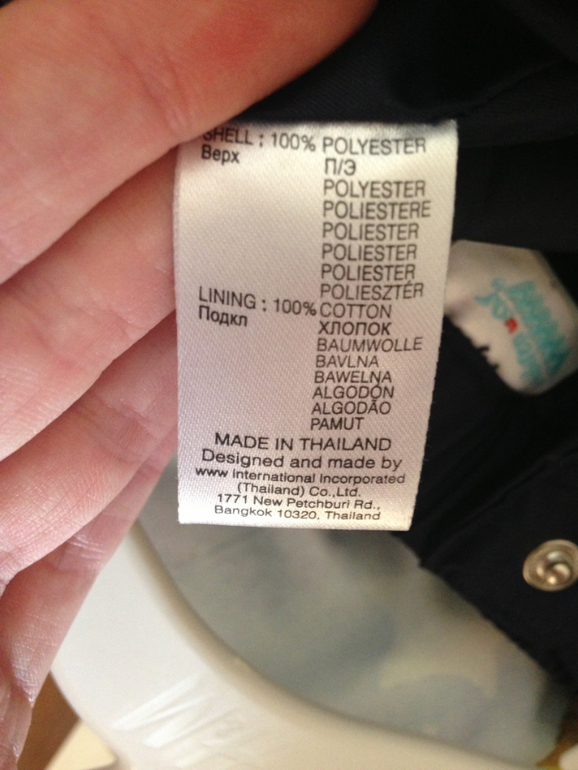 SHELL : 100% POLYESTER
Верх П/Э
POLYESTER
POLIESTERE
POLIESTER
POLIESTER
POLIESTER
POLIESZTÉR
LINING : 100% COTTON
Подкл ХЛОПОК
BAUMWOLLE
BAVLNA
BAWEŁNA
ALGODÓN
ALGODÃO
PAMUT
MADE IN THAILAND
Designed and made by
www International Incorporated
(Thailand) Co.,Ltd.
1771 New Petchburi Rd.,
Bangkok 10320, Thailand